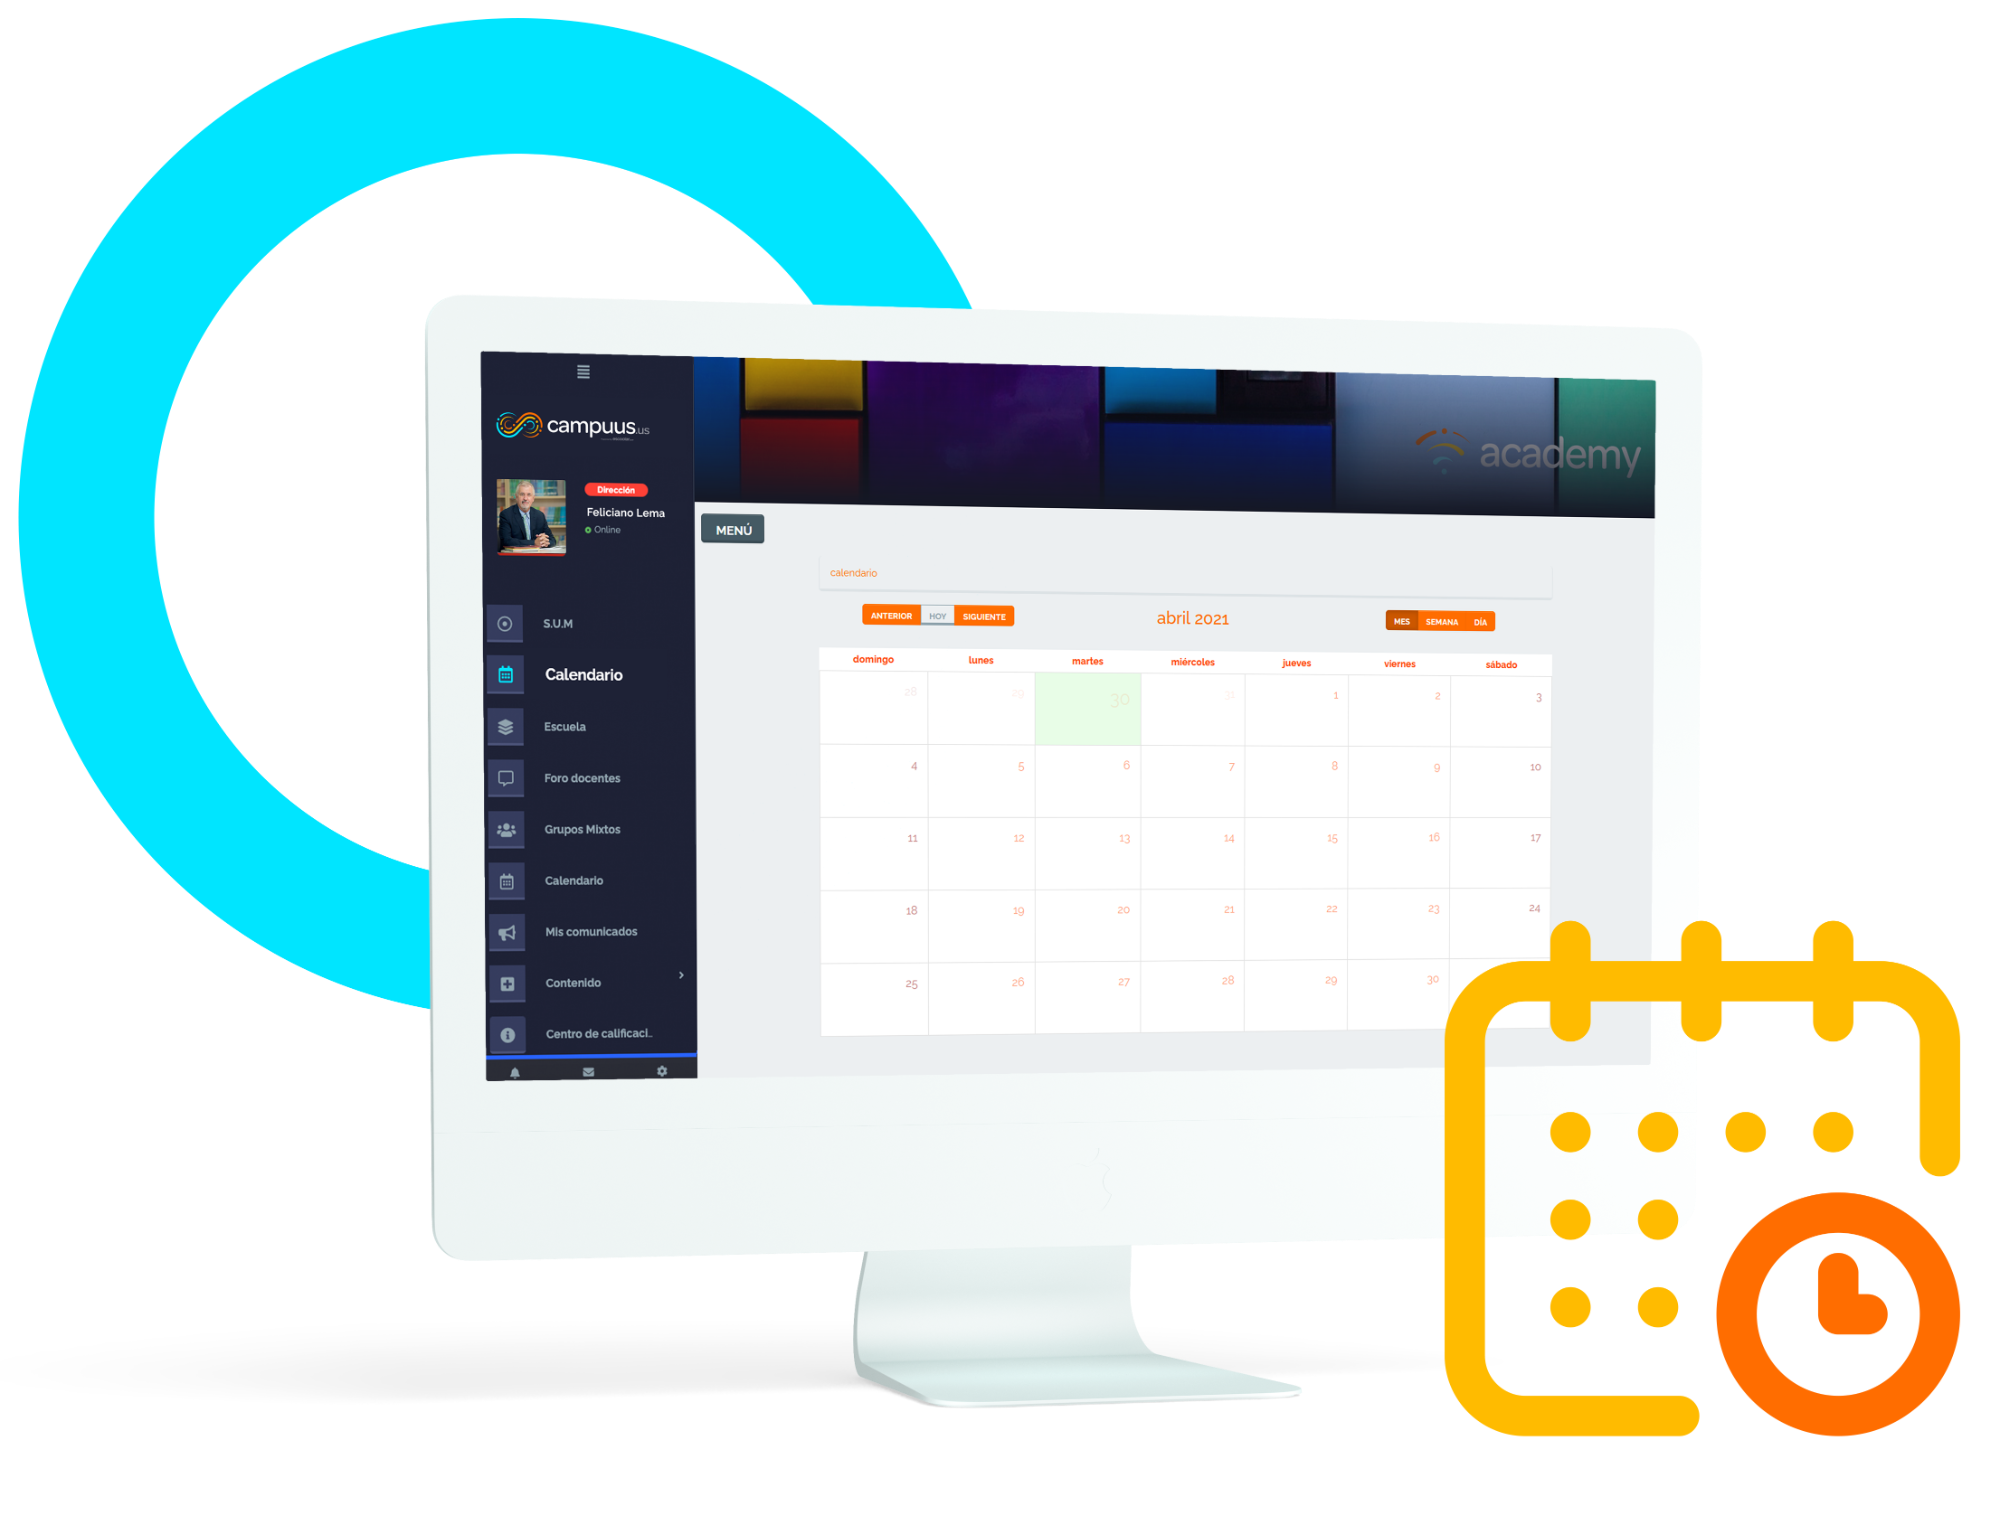 campuus.us
Dirección
Feliciano Lema
Online
S.U.M
Calendario
Escuela
Foro docentes
Grupos Mixtos
Calendario
Mis comunicados
Contenido
Centro de calificaci..
academy
MENÚ
calendario
ANTERIOR HOY SIGUIENTE
abril 2021
MES SEMANA DÍA
domingo lunes martes miércoles jueves viernes sábado
28 29 30 31 1 2 3
4 5 6 7 8 9 10
11 12 13 14 15 16 17
18 19 20 21 22 23 24
25 26 27 28 29 30